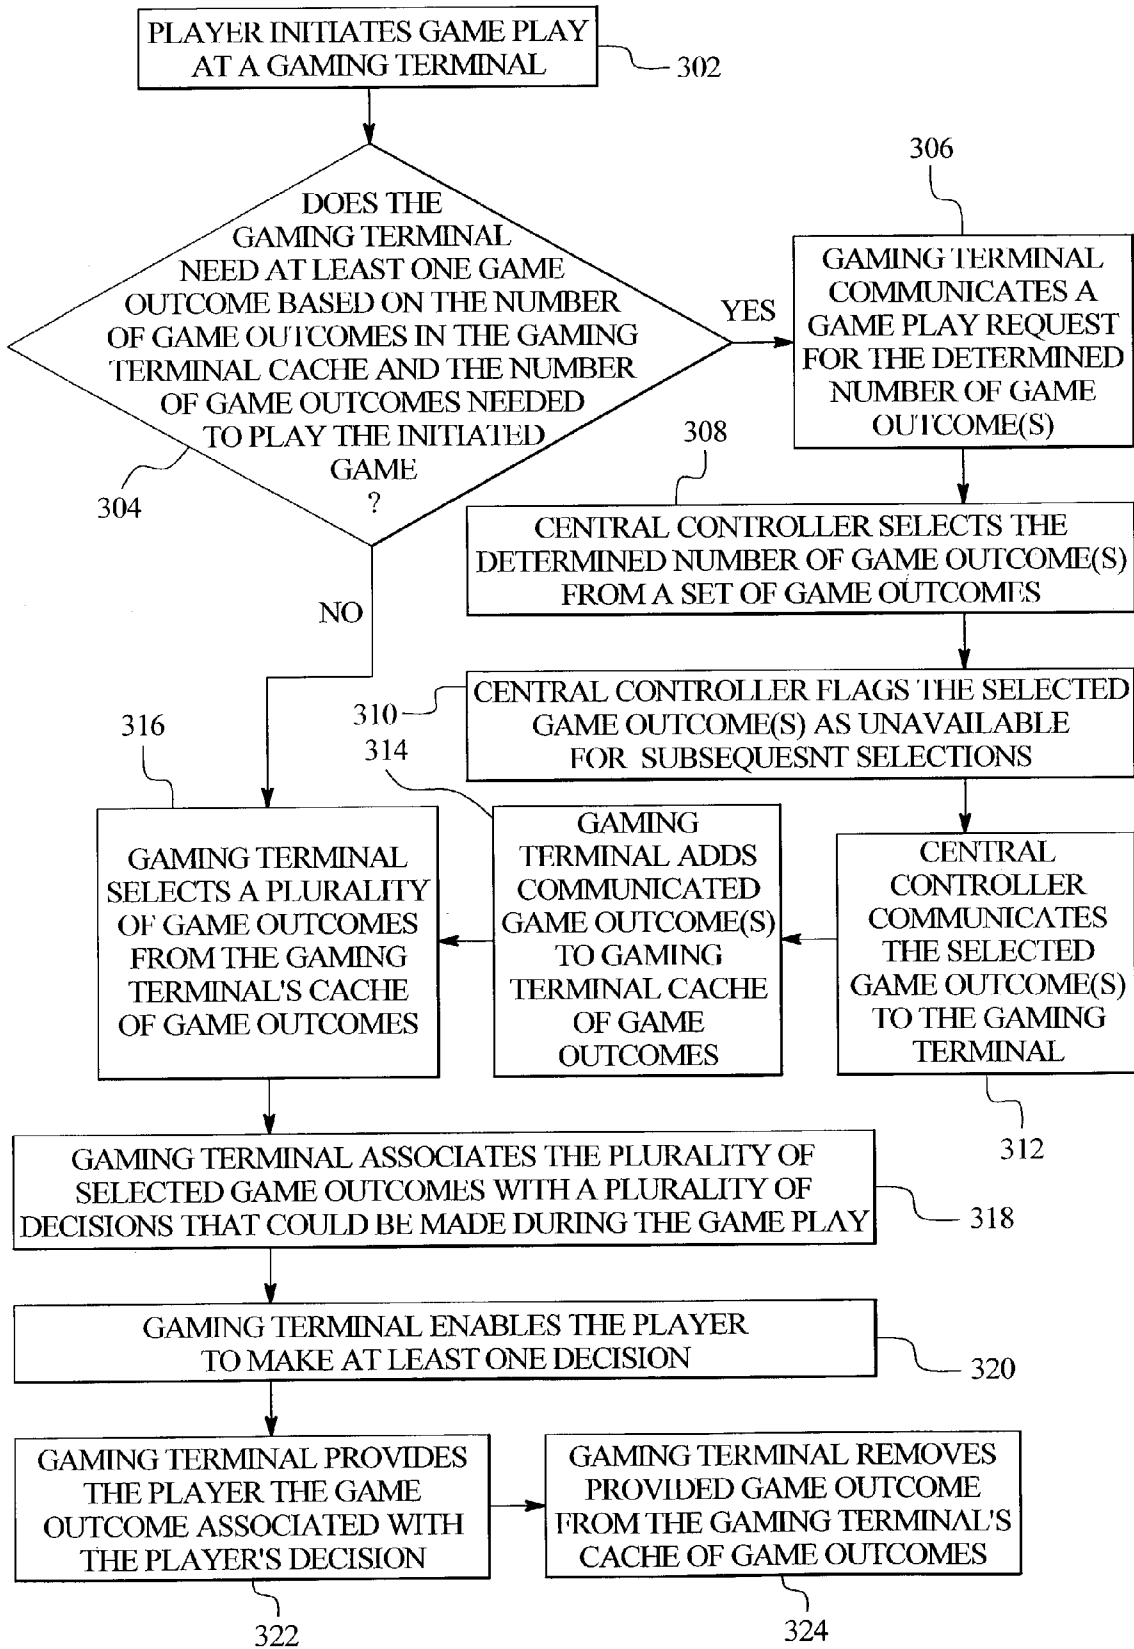 PLAYER INITIATES GAME PLAY
AT A GAMING TERMINAL
302
DOES THE
GAMING TERMINAL
NEED AT LEAST ONE GAME
OUTCOME BASED ON THE NUMBER
OF GAME OUTCOMES IN THE GAMING
TERMINAL CACHE AND THE NUMBER
OF GAME OUTCOMES NEEDED
TO PLAY THE INITIATED
GAME
?
304
YES
NO
306
GAMING TERMINAL
COMMUNICATES A
GAME PLAY REQUEST
FOR THE DETERMINED
NUMBER OF GAME
OUTCOME(S)
308
CENTRAL CONTROLLER SELECTS THE
DETERMINED NUMBER OF GAME OUTCOME(S)
FROM A SET OF GAME OUTCOMES
310
CENTRAL CONTROLLER FLAGS THE SELECTED
GAME OUTCOME(S) AS UNAVAILABLE
FOR SUBSEQUESNT SELECTIONS
CENTRAL
CONTROLLER
COMMUNICATES
THE SELECTED
GAME OUTCOME(S)
TO THE GAMING
TERMINAL
312
314
GAMING
TERMINAL ADDS
COMMUNICATED
GAME OUTCOME(S)
TO GAMING
TERMINAL CACHE
OF GAME
OUTCOMES
316
GAMING TERMINAL
SELECTS A PLURALITY
OF GAME OUTCOMES
FROM THE GAMING
TERMINAL'S CACHE
OF GAME OUTCOMES
GAMING TERMINAL ASSOCIATES THE PLURALITY OF
SELECTED GAME OUTCOMES WITH A PLURALITY OF
DECISIONS THAT COULD BE MADE DURING THE GAME PLAY
318
GAMING TERMINAL ENABLES THE PLAYER
TO MAKE AT LEAST ONE DECISION
320
GAMING TERMINAL PROVIDES
THE PLAYER THE GAME
OUTCOME ASSOCIATED WITH
THE PLAYER'S DECISION
322
GAMING TERMINAL REMOVES
PROVIDED GAME OUTCOME
FROM THE GAMING TERMINAL'S
CACHE OF GAME OUTCOMES
324